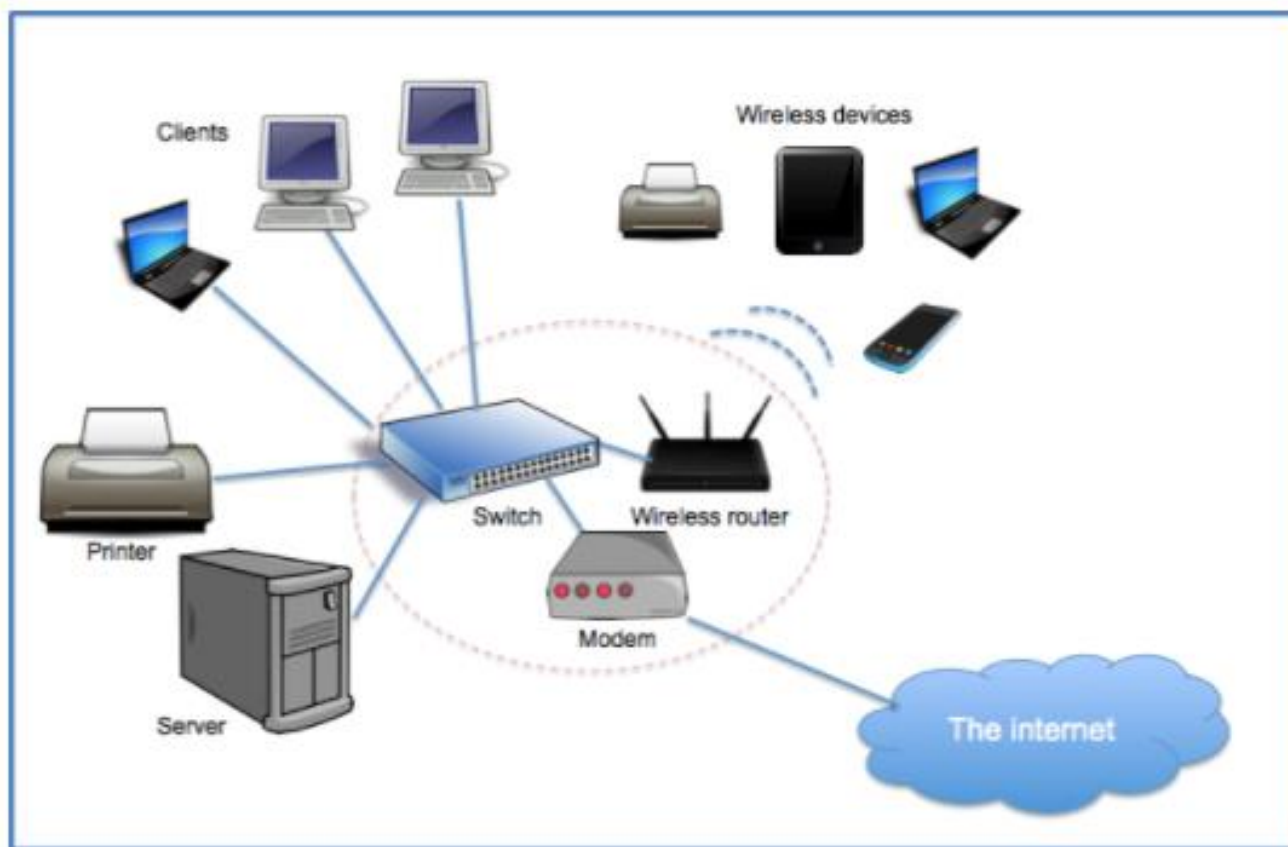 Clients
Wireless devices
Switch
Wireless router
Printer
Modem
Server
The internet